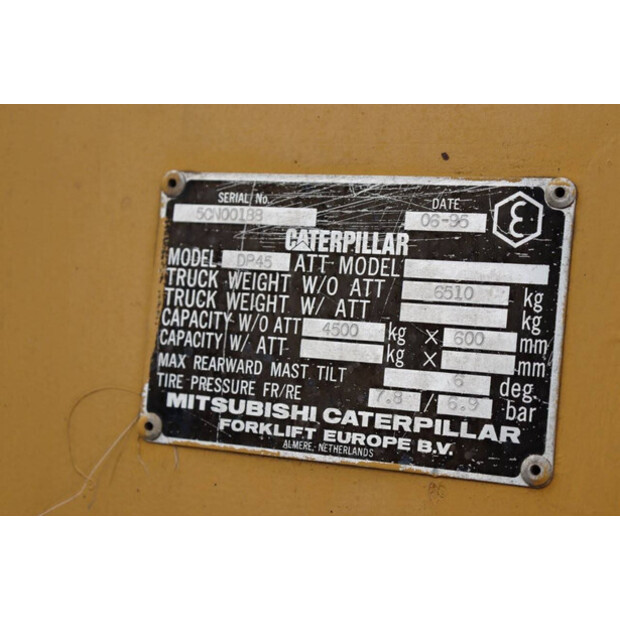 SERIAL No. DATE
5CN00188 06-95
CATERPILLAR
MODEL DP45 ATT MODEL
TRUCK WEIGHT W/O ATT 6510 kg
TRUCK WEIGHT W/ ATT kg
CAPACITY W/O ATT 4500 kg X 600 mm
CAPACITY W/ ATT kg X mm
MAX REARWARD MAST TILT 6 deg
TIRE PRESSURE FR/RE 7.8 / 6.9 bar
MITSUBISHI CATERPILLAR
FORKLIFT EUROPE B.V.
ALMERE, NETHERLANDS